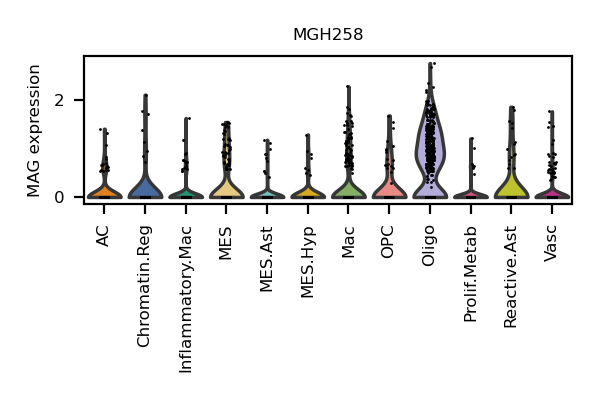 MGH258
MAG expression
2
0
AC
Chromatin.Reg
Inflammatory.Mac
MES
MES.Ast
MES.Hyp
Mac
OPC
Oligo
Prolif.Metab
Reactive.Ast
Vasc